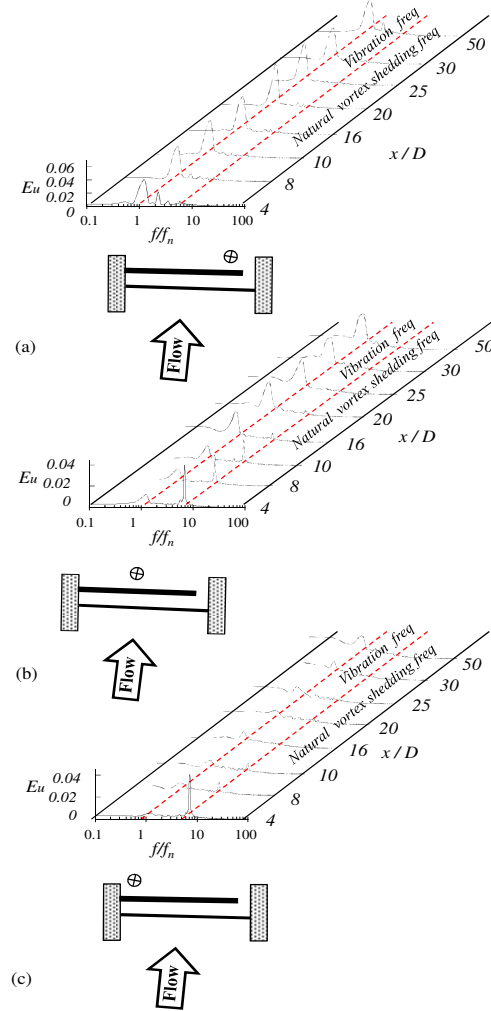 Vibration freq
Natural vortex shedding freq
50
40
30
25
20
16
10
8
4
x / D
0.06
0.04
Eu
0.02
0
0.1
1
10
100
f/fn
Flow
(a)
Vibration freq
Natural vortex shedding freq
50
30
25
20
16
10
8
4
x / D
Eu
0.04
0.02
0
0.1
1
10
100
f/fn
Flow
(b)
Vibration freq
Natural vortex shedding freq
50
30
25
20
16
10
8
4
x / D
Eu
0.04
0.02
0
0.1
1
10
100
f/fn
Flow
(c)